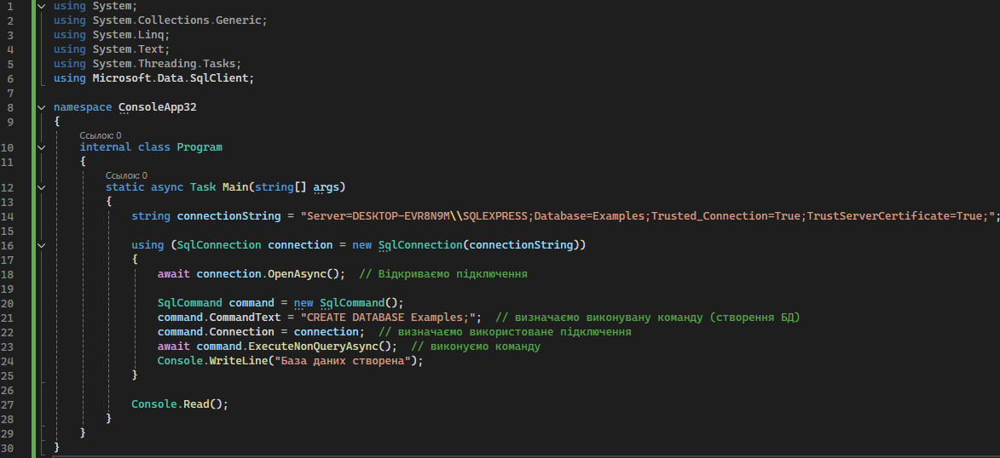 1 using System;
2 using System.Collections.Generic;
3 using System.Linq;
4 using System.Text;
5 using System.Threading.Tasks;
6 using Microsoft.Data.SqlClient;
7
8 namespace ConsoleApp32
9 {
Ссылок: 0
10 internal class Program
11 {
Ссылок: 0
12 static async Task Main(string[] args)
13 {
14 string connectionString = "Server=DESKTOP-EVR8N9M\\SQLEXPRESS;Database=Examples;Trusted_Connection=True;TrustServerCertificate=True;";
15
16 using (SqlConnection connection = new SqlConnection(connectionString))
17 {
18 await connection.OpenAsync();  // Відкриваємо підключення
19
20 SqlCommand command = new SqlCommand();
21 command.CommandText = "CREATE DATABASE Examples;";  // визначаємо виконувану команду (створення БД)
22 command.Connection = connection;  // визначаємо використоване підключення
23 await command.ExecuteNonQueryAsync();  // виконуємо команду
24 Console.WriteLine("База даних створена");
25 }
26
27 Console.Read();
28 }
29 }
30 }